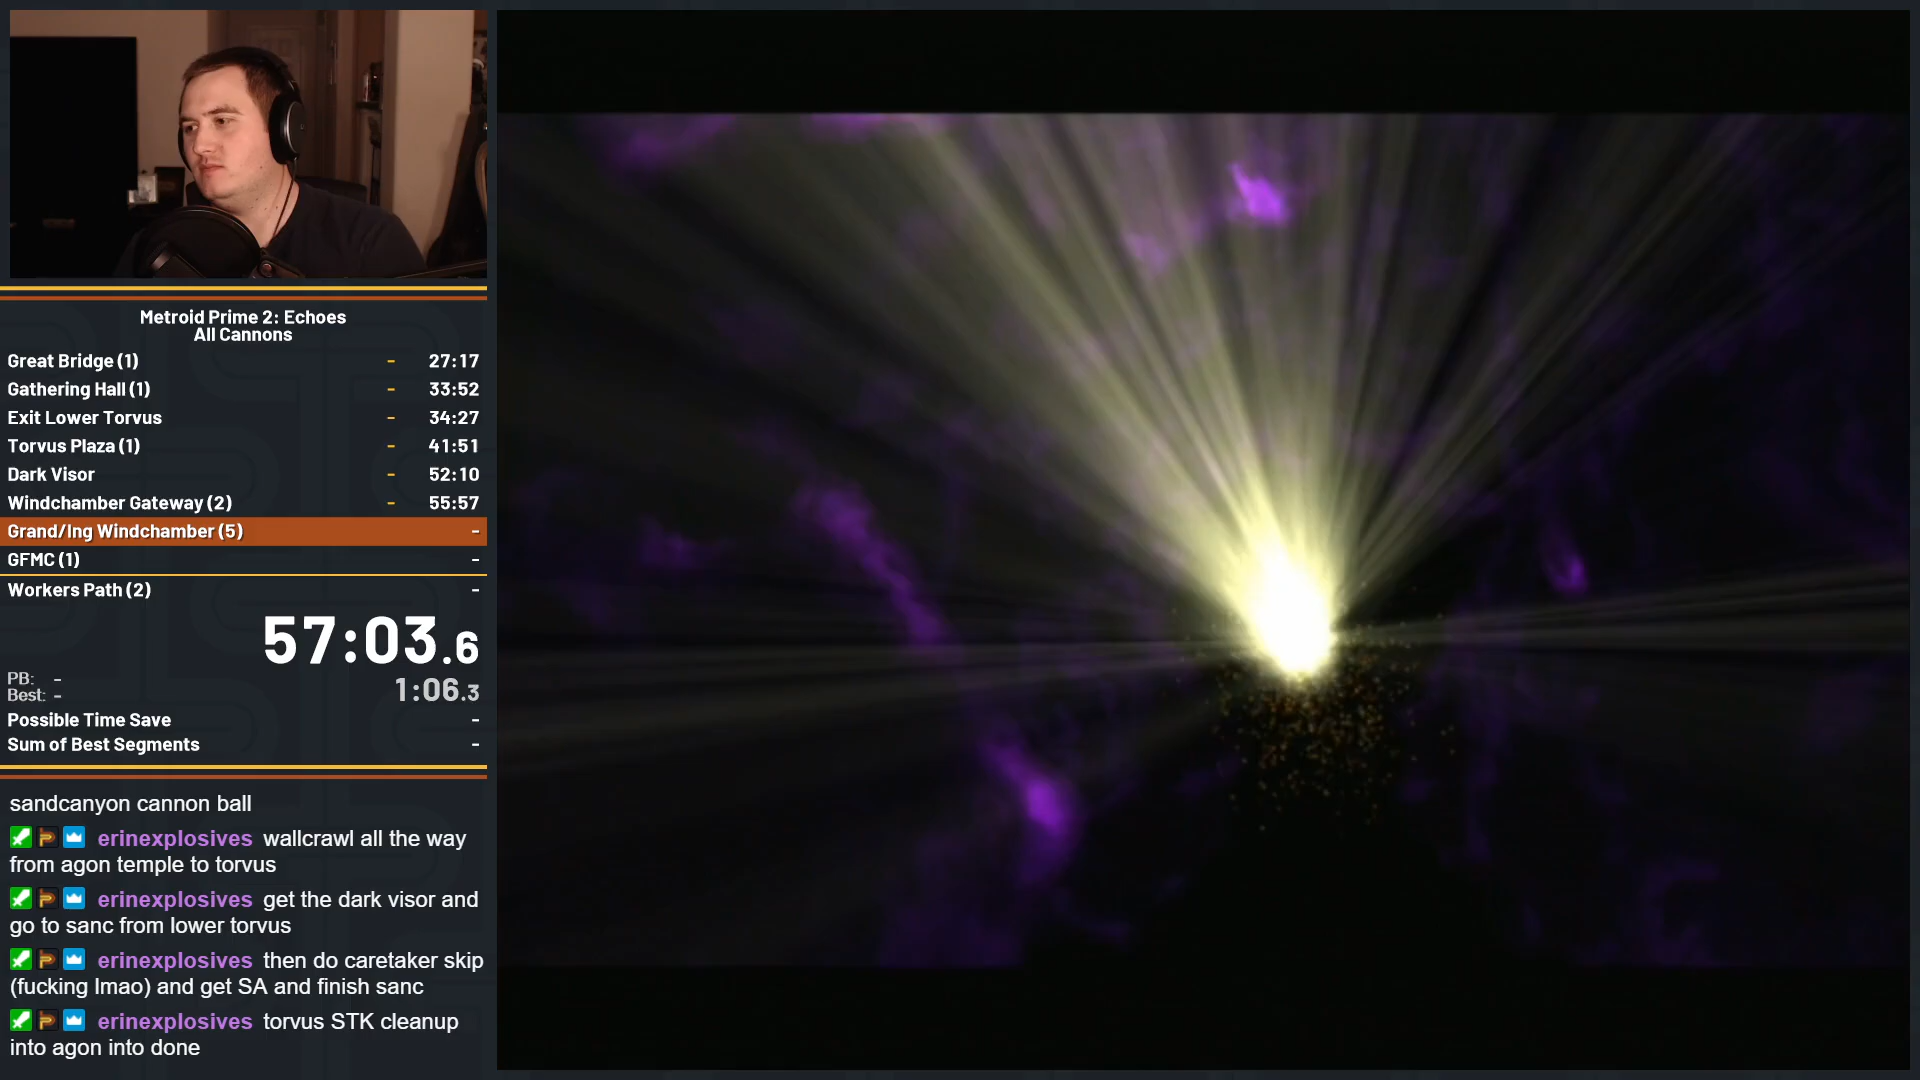 Metroid Prime 2: Echoes
All Cannons
Great Bridge (1) - 27:17
Gathering Hall (1) - 33:52
Exit Lower Torvus - 34:27
Torvus Plaza (1) - 41:51
Dark Visor - 52:10
Windchamber Gateway (2) - 55:57
Grand/Ing Windchamber (5) -
GFMC (1) -
Workers Path (2) -
57:03.6
PB: -
1:06.3
Best: -
Possible Time Save -
Sum of Best Segments -
sandcanyon cannon ball
erinexplosives wallcrawl all the way
from agon temple to torvus
erinexplosives get the dark visor and
go to sanc from lower torvus
erinexplosives then do caretaker skip
(fucking lmao) and get SA and finish sanc
erinexplosives torvus STK cleanup
into agon into done